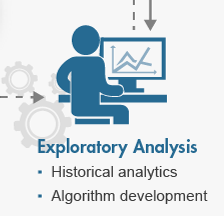 Exploratory Analysis
▪ Historical analytics
▪ Algorithm development